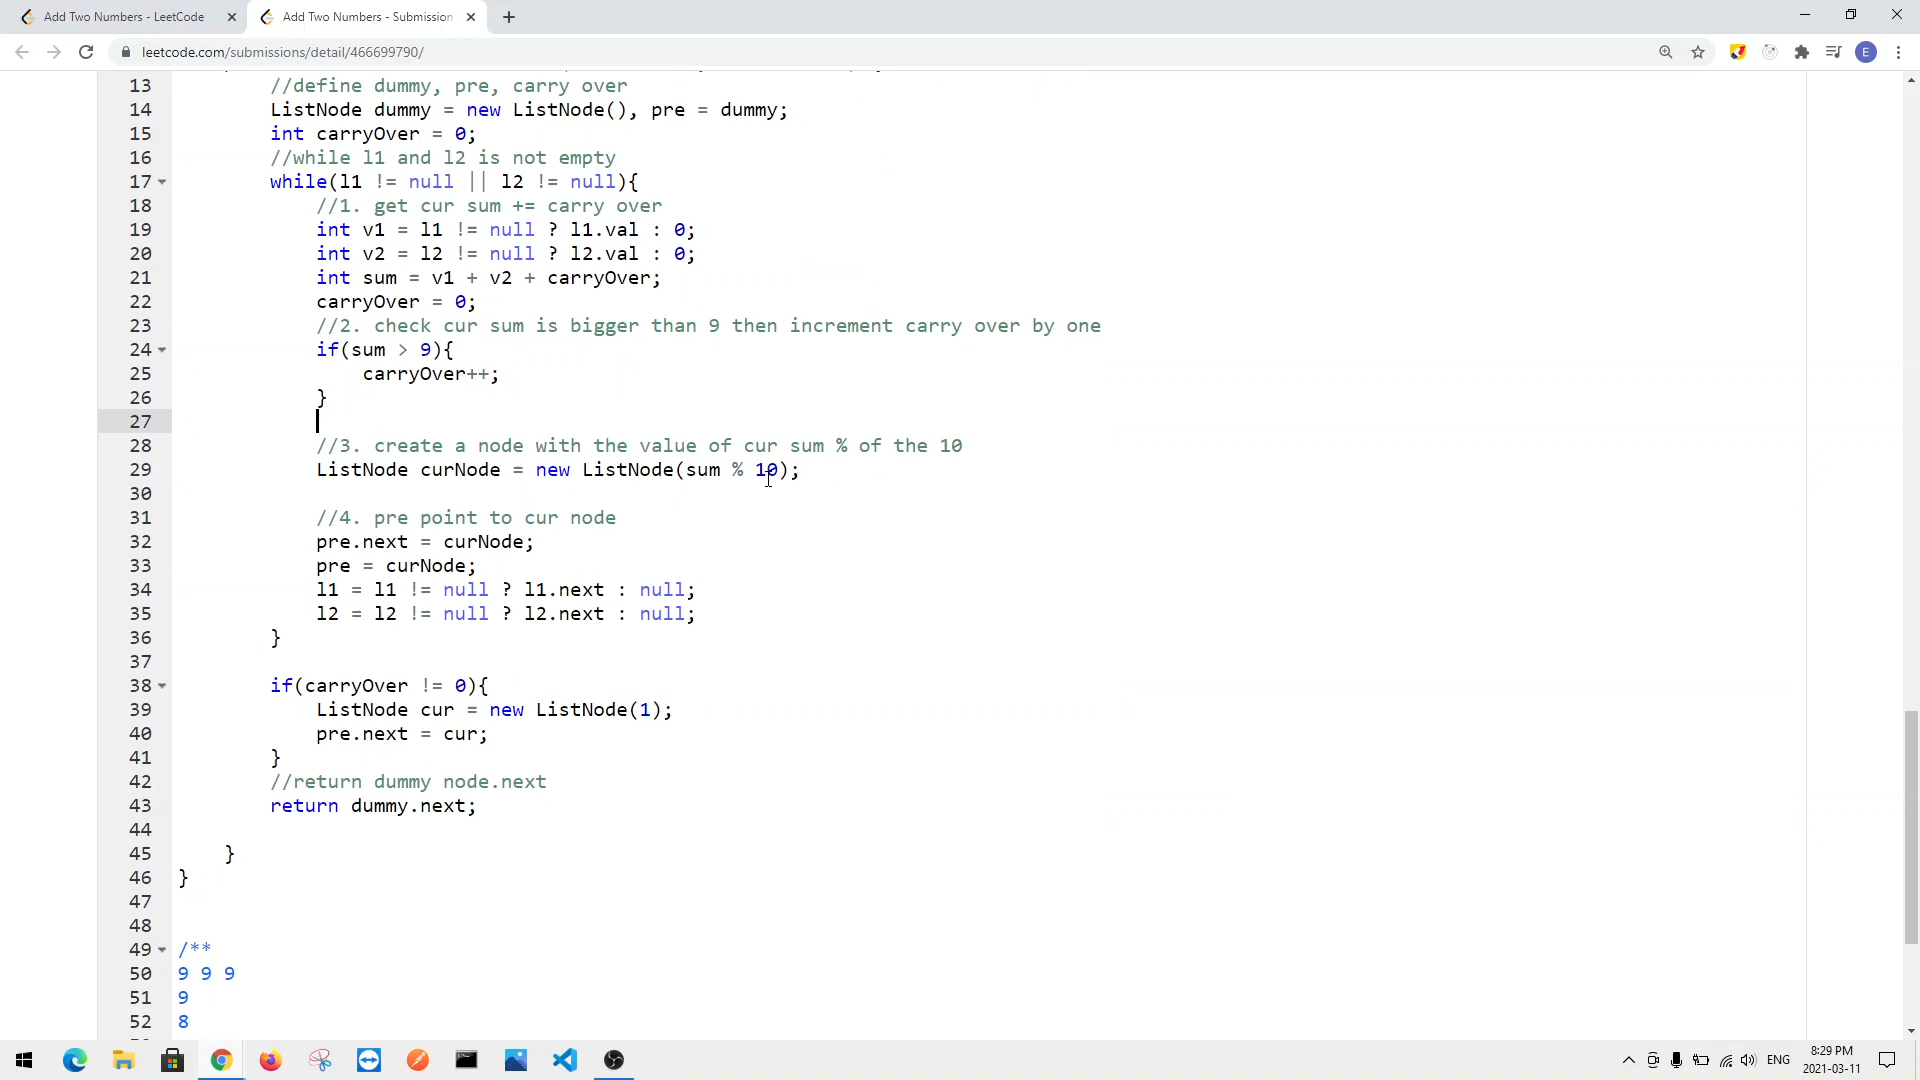 Add Two Numbers - LeetCode
Add Two Numbers - Submission
leetcode.com/submissions/detail/466699790/
E
13 //define dummy, pre, carry over
14 ListNode dummy = new ListNode(), pre = dummy;
15 int carryOver = 0;
16 //while l1 and l2 is not empty
17 while(l1 != null || l2 != null){
18 //1. get cur sum += carry over
19 int v1 = l1 != null ? l1.val : 0;
20 int v2 = l2 != null ? l2.val : 0;
21 int sum = v1 + v2 + carryOver;
22 carryOver = 0;
23 //2. check cur sum is bigger than 9 then increment carry over by one
24 if(sum > 9){
25 carryOver++;
26 }
27
28 //3. create a node with the value of cur sum % of the 10
29 ListNode curNode = new ListNode(sum % 10);
30
31 //4. pre point to cur node
32 pre.next = curNode;
33 pre = curNode;
34 l1 = l1 != null ? l1.next : null;
35 l2 = l2 != null ? l2.next : null;
36 }
37
38 if(carryOver != 0){
39 ListNode cur = new ListNode(1);
40 pre.next = cur;
41 }
42 //return dummy node.next
43 return dummy.next;
44
45 }
46 }
47
48
49 /**
50 9 9 9
51 9
52 8
ENG
8:29 PM
2021-03-11